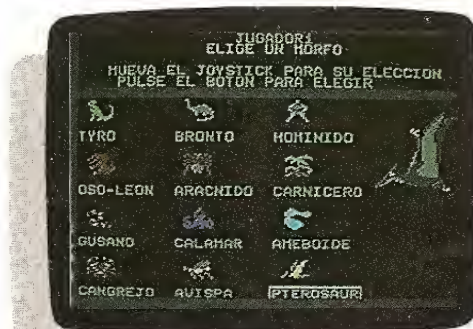 JUGADOR1
ELIGE UN MORFO
MUEVA EL JOYSTICK PARA SU ELECCION
PULSE EL BOTON PARA ELEGIR
TYRO BRONTO HOMINIDO
OSO-LEON ARACNIDO CARNICERO
GUSANO CALAMAR AMEBOIDE
CANGREJO AVISPA PTEROSAUR